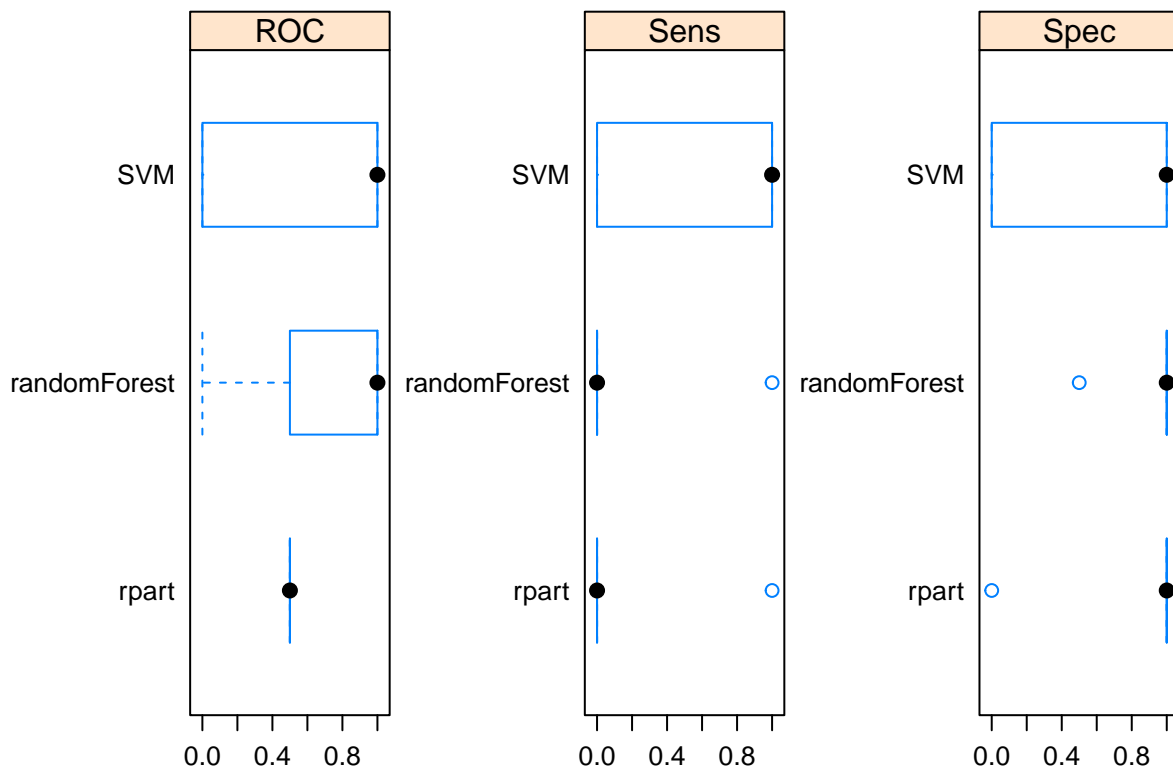 ROC Sens Spec
SVM SVM SVM
randomForest randomForest randomForest
rpart rpart rpart
0.0 0.4 0.8 0.0 0.4 0.8 0.0 0.4 0.8